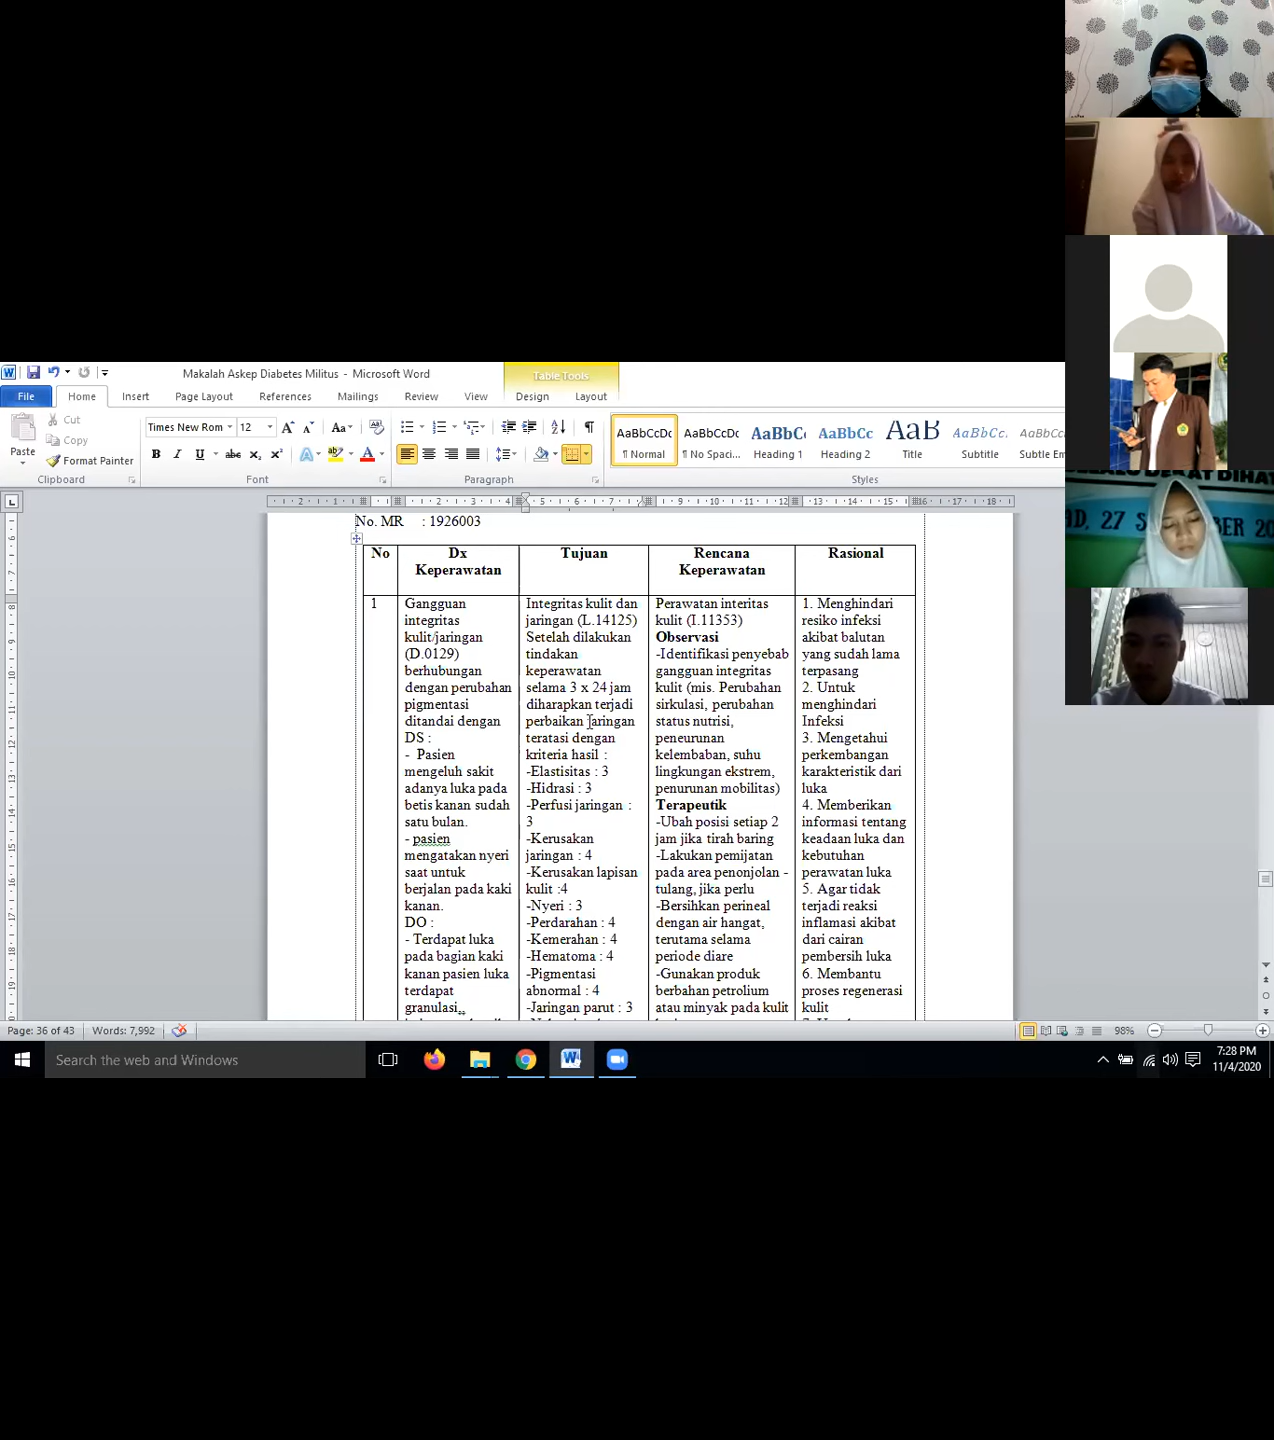 Makalah Askep Diabetes Militus - Microsoft Word
Table Tools
File Home Insert Page Layout References Mailings Review View Design Layout
Paste
Cut
Copy
Format Painter
Clipboard
Times New Rom 12
Font
Paragraph
AaBbCcDc AaBbCcDc AaBbC AaBbCc AaB AaBbCc. AaBbCcDc
¶ Normal ¶ No Spaci... Heading 1 Heading 2 Title Subtitle Subtle Em
Styles
No. MR : 1926003
No
Dx
Keperawatan
Tujuan
Rencana
Keperawatan
Rasional
1
Gangguan
integritas
kulit/jaringan
(D.0129)
berhubungan
dengan perubahan
pigmentasi
ditandai dengan
DS :
- Pasien
mengeluh sakit
adanya luka pada
betis kanan sudah
satu bulan.
- pasien
mengatakan nyeri
saat untuk
berjalan pada kaki
kanan.
DO :
- Terdapat luka
pada bagian kaki
kanan pasien luka
terdapat
granulasi,,
Integritas kulit dan
jaringan (L.14125)
Setelah dilakukan
tindakan
keperawatan
selama 3 x 24 jam
diharapkan terjadi
perbaikan jaringan
teratasi dengan
kriteria hasil :
-Elastisitas : 3
-Hidrasi : 3
-Perfusi jaringan :
3
-Kerusakan
jaringan : 4
-Kerusakan lapisan
kulit :4
-Nyeri : 3
-Perdarahan : 4
-Kemerahan : 4
-Hematoma : 4
-Pigmentasi
abnormal : 4
-Jaringan parut : 3
Perawatan interitas
kulit (I.11353)
Observasi
-Identifikasi penyebab
gangguan integritas
kulit (mis. Perubahan
sirkulasi, perubahan
status nutrisi,
peneurunan
kelembaban, suhu
lingkungan ekstrem,
penurunan mobilitas)
Terapeutik
-Ubah posisi setiap 2
jam jika tirah baring
-Lakukan pemijatan
pada area penonjolan -
tulang, jika perlu
-Bersihkan perineal
dengan air hangat,
terutama selama
periode diare
-Gunakan produk
berbahan petrolium
atau minyak pada kulit
1. Menghindari
resiko infeksi
akibat balutan
yang sudah lama
terpasang
2. Untuk
menghindari
Infeksi
3. Mengetahui
perkembangan
karakteristik dari
luka
4. Memberikan
informasi tentang
keadaan luka dan
kebutuhan
perawatan luka
5. Agar tidak
terjadi reaksi
inflamasi akibat
dari cairan
pembersih luka
6. Membantu
proses regenerasi
kulit
Page: 36 of 43 Words: 7,992 98%
Search the web and Windows
7:28 PM
11/4/2020
27 S
BER 20